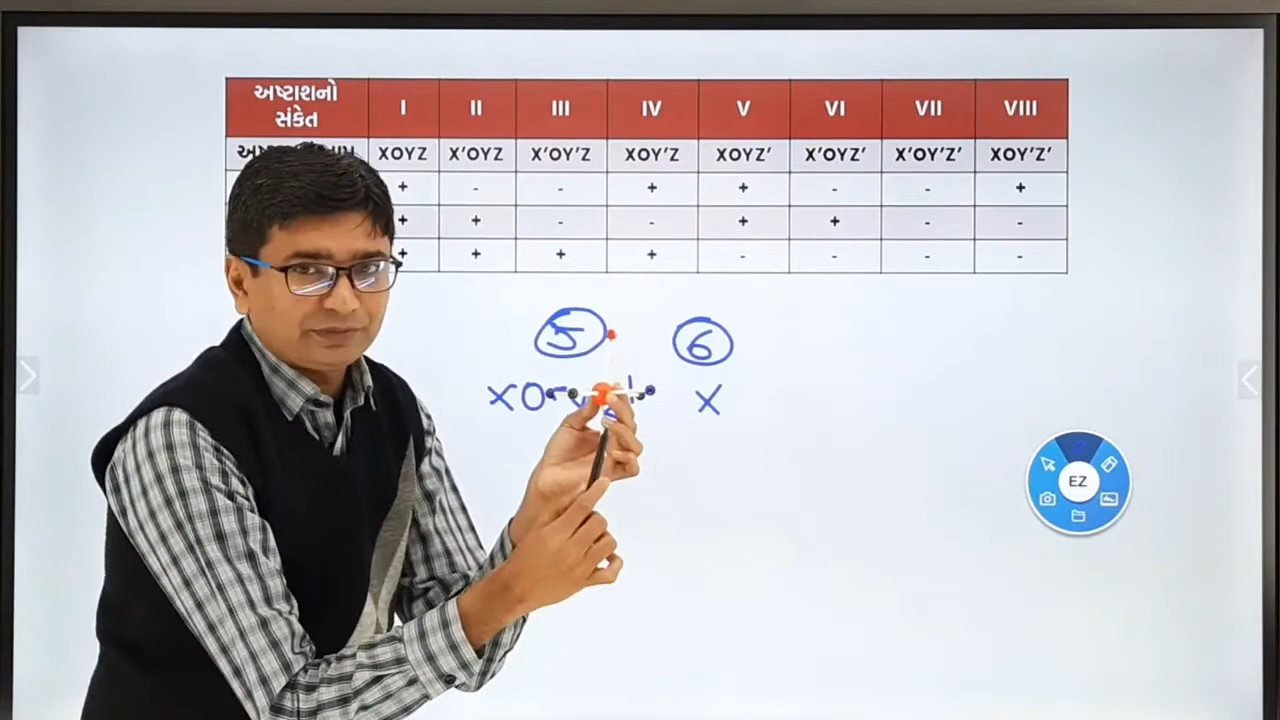 અષ્ટાશનો I II III IV V VI VII VIII
સંકેત
XOYZ X'OYZ X'OY'Z XOY'Z XOYZ' X'OYZ' X'OY'Z' XOY'Z'
+ - - + + - - +
+ + - - + + - -
+ + + + - - - -
5 6
XO X
EZ